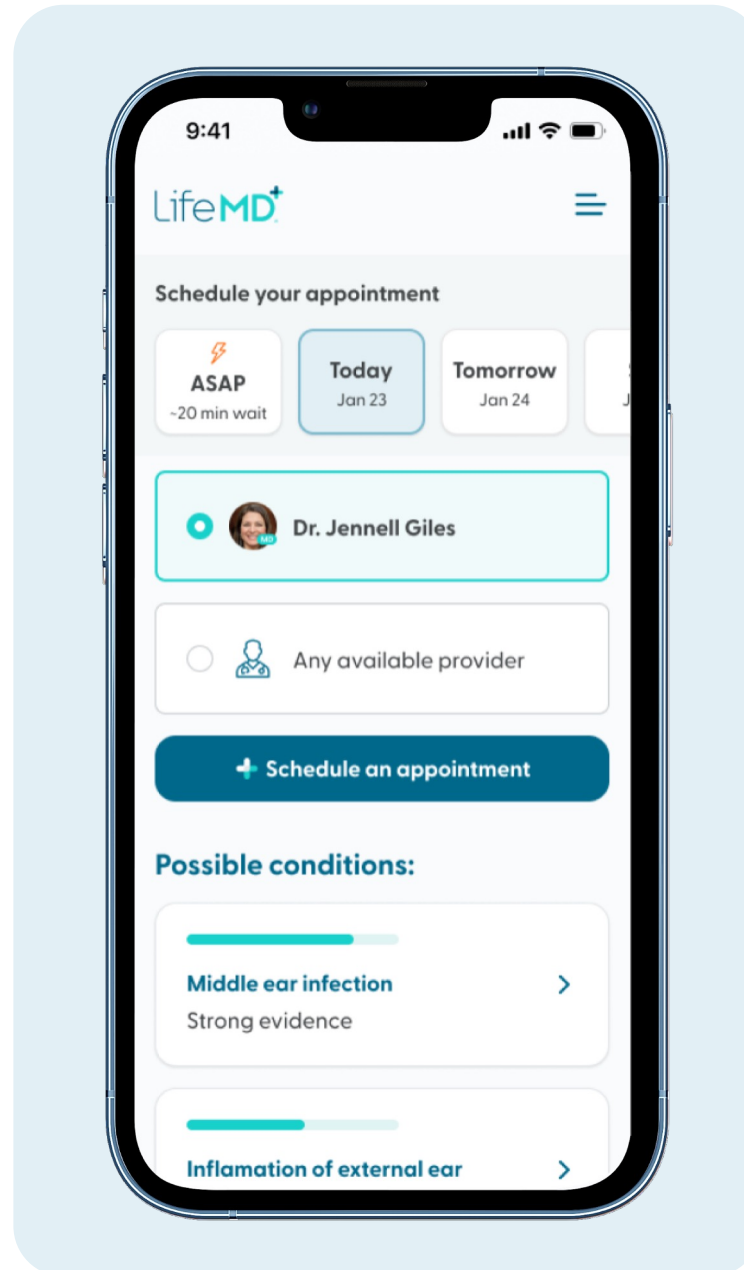 9:41
LifeMD
Schedule your appointment
ASAP
~20 min wait
Today
Jan 23
Tomorrow
Jan 24
J
MD
Dr. Jennell Giles
Any available provider
Schedule an appointment
Possible conditions:
Middle ear infection
Strong evidence
Inflamation of external ear